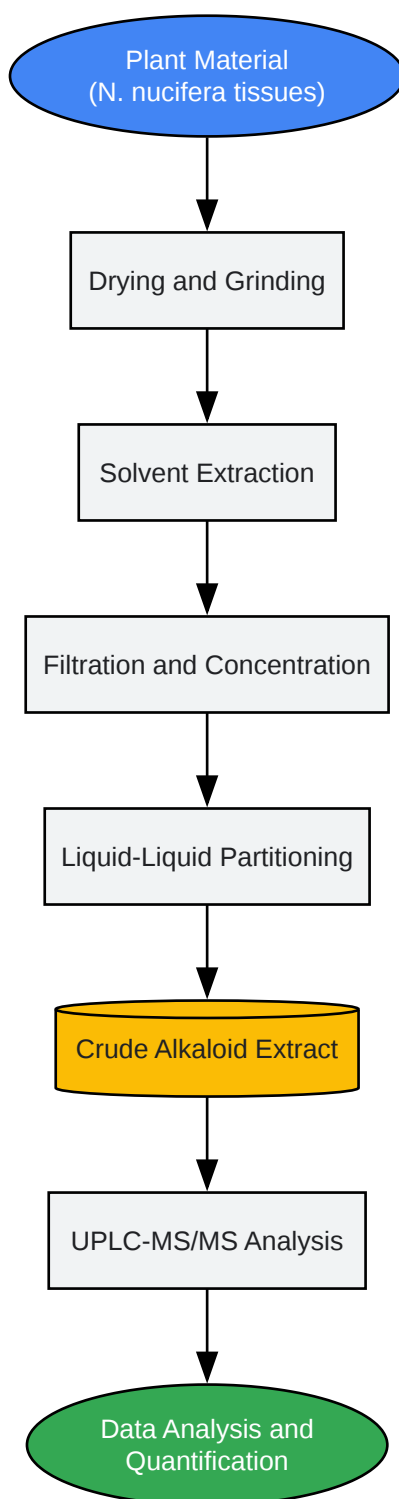 Plant Material
(N. nucifera tissues)
Drying and Grinding
Solvent Extraction
Filtration and Concentration
Liquid-Liquid Partitioning
Crude Alkaloid Extract
UPLC-MS/MS Analysis
Data Analysis and
Quantification